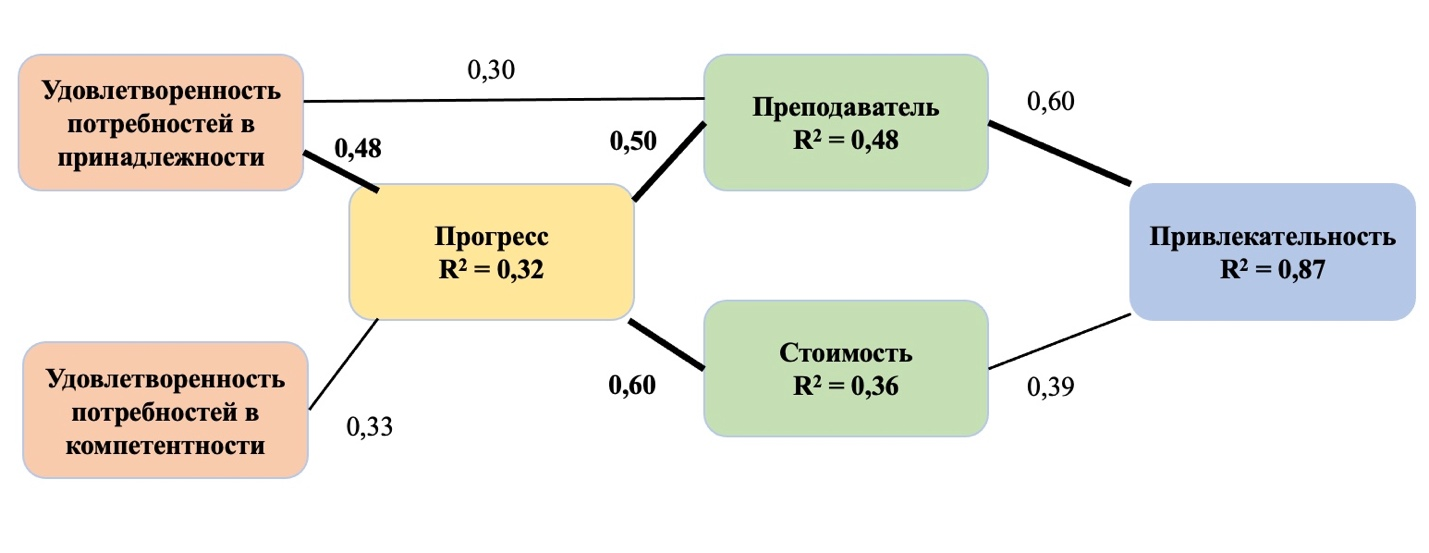 Удовлетворенность
потребностей в
принадлежности
0,30
0,48
Преподаватель
R² = 0,48
0,50
0,60
Прогресс
R² = 0,32
Привлекательность
R² = 0,87
Удовлетворенность
потребностей в
компетентности
0,33
0,60
Стоимость
R² = 0,36
0,39